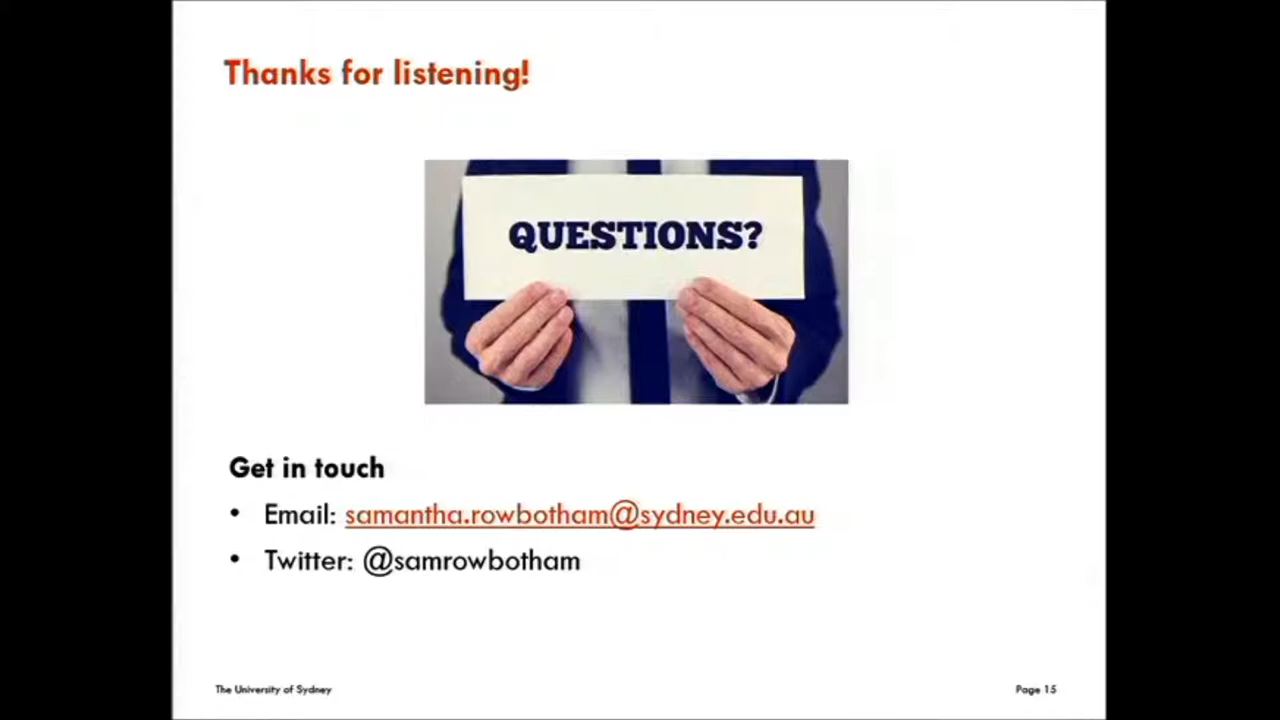 Thanks for listening!
QUESTIONS?
Get in touch
• Email: samantha.rowbotham@sydney.edu.au
• Twitter: @samrowbotham
The University of Sydney
Page 15